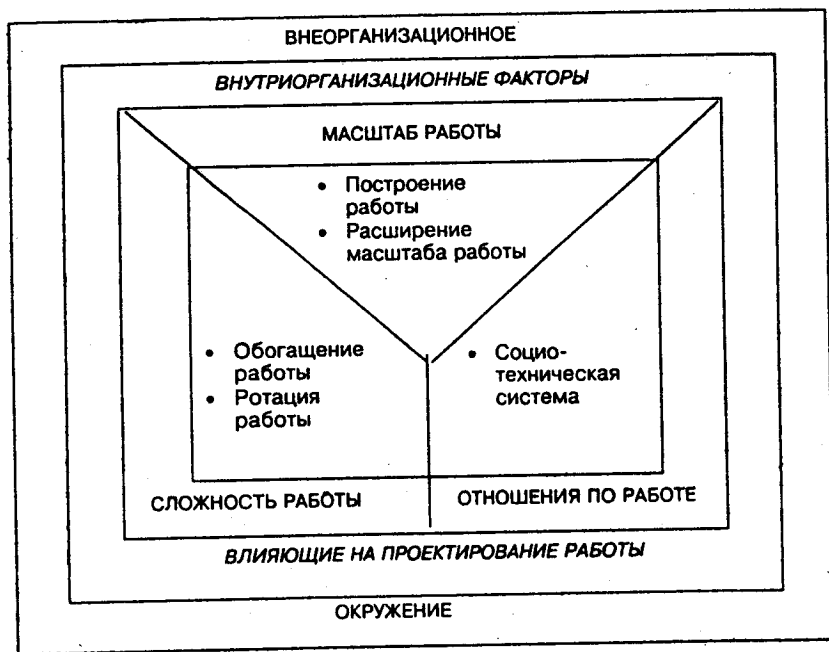 ВНЕОРГАНИЗАЦИОННОЕ
ВНУТРИОРГАНИЗАЦИОННЫЕ ФАКТОРЫ
МАСШТАБ РАБОТЫ
• Построение
работы
• Расширение
масштаба работы
• Обогащение
работы
• Ротация
работы
• Социо-
техническая
система
СЛОЖНОСТЬ РАБОТЫ
ОТНОШЕНИЯ ПО РАБОТЕ
ВЛИЯЮЩИЕ НА ПРОЕКТИРОВАНИЕ РАБОТЫ
ОКРУЖЕНИЕ